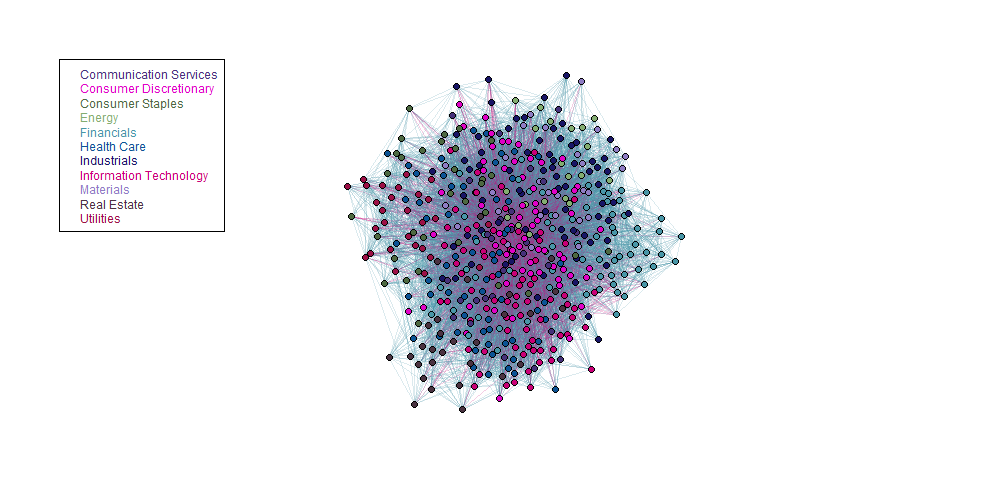 Communication Services
Consumer Discretionary
Consumer Staples
Energy
Financials
Health Care
Industrials
Information Technology
Materials
Real Estate
Utilities